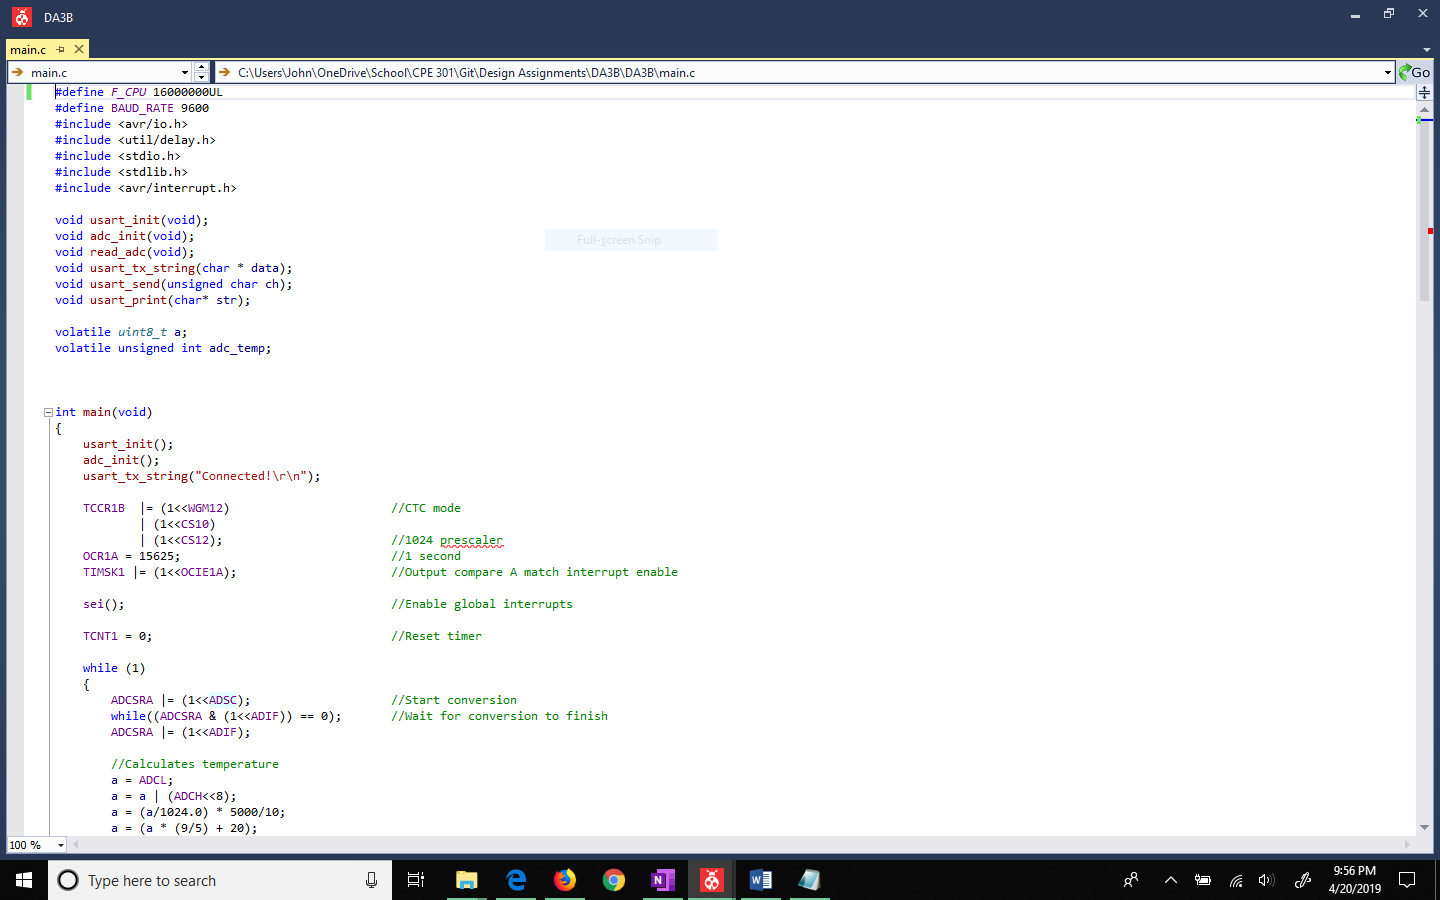 DA3B
main.c
main.c
C:\Users\John\OneDrive\School\CPE 301\Git\Design Assignments\DA3B\DA3B\main.c
Go
#define F_CPU 16000000UL
#define BAUD_RATE 9600
#include <avr/io.h>
#include <util/delay.h>
#include <stdio.h>
#include <stdlib.h>
#include <avr/interrupt.h>
void usart_init(void);
void adc_init(void);
Full-screen Snip
void read_adc(void);
void usart_tx_string(char * data);
void usart_send(unsigned char ch);
void usart_print(char* str);
volatile uint8_t a;
volatile unsigned int adc_temp;
int main(void)
{
usart_init();
adc_init();
usart_tx_string("Connected!\r\n");
TCCR1B |= (1<<WGM12) //CTC mode
| (1<<CS10)
| (1<<CS12); //1024 prescaler
OCR1A = 15625; //1 second
TIMSK1 |= (1<<OCIE1A); //Output compare A match interrupt enable
sei(); //Enable global interrupts
TCNT1 = 0; //Reset timer
while (1)
{
ADCSRA |= (1<<ADSC); //Start conversion
while((ADCSRA & (1<<ADIF)) == 0); //Wait for conversion to finish
ADCSRA |= (1<<ADIF);
//Calculates temperature
a = ADCL;
a = a | (ADCH<<8);
a = (a/1024.0) * 5000/10;
a = (a * (9/5) + 20);
100 %
Type here to search
9:56 PM
4/20/2019